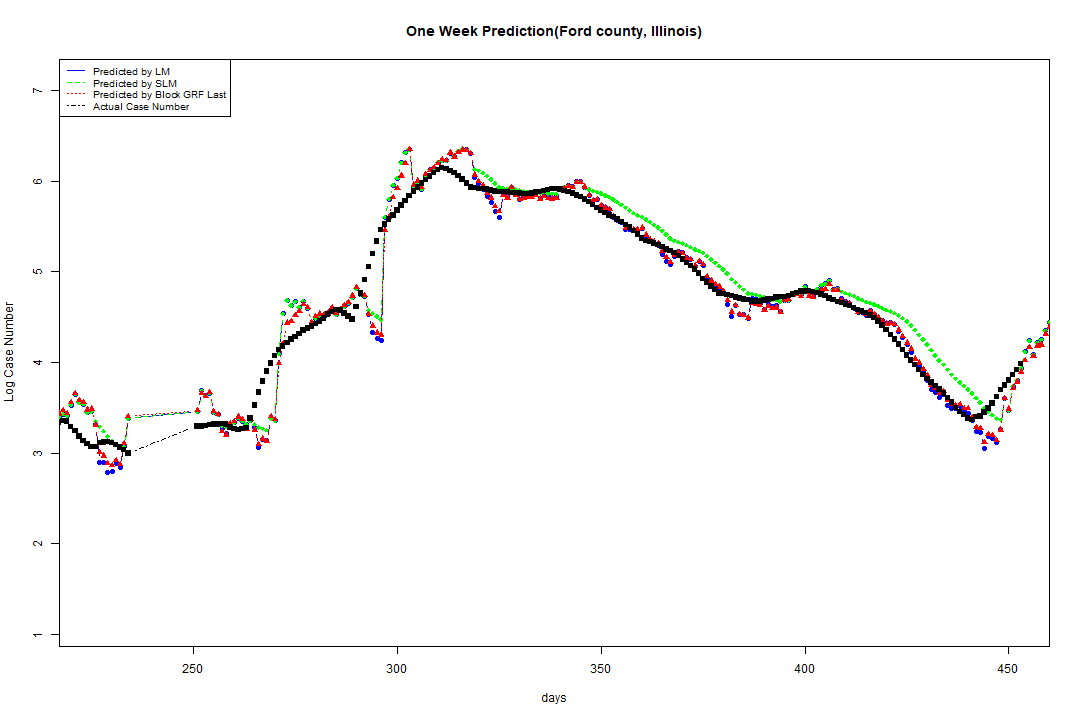 One Week Prediction(Ford county, Illinois)
Predicted by LM
Predicted by SLM
Predicted by Block GRF Last
Actual Case Number
7
6
5
4
3
2
1
Log Case Number
250
300
350
400
450
days